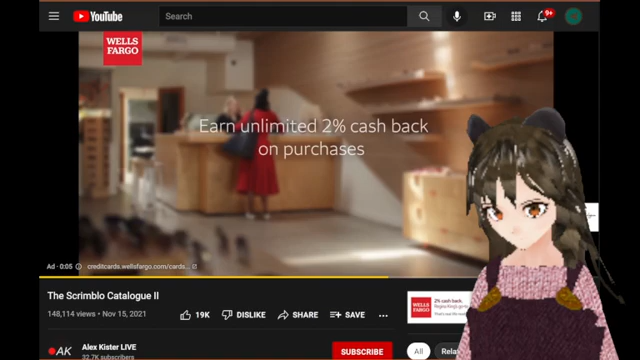 YouTube
Search
9+
WELLS
FARGO
Earn unlimited 2% cash back
on purchases
Ad · 0:05
creditcards.wellsfargo.com/cards...
The Scrimblo Catalogue II
148,114 views • Nov 15, 2021
19K
DISLIKE
SHARE
SAVE
WELLS
FARGO
2% cash back.
AK
Alex Kister LIVE
32.7K subscribers
SUBSCRIBE
All
Rela